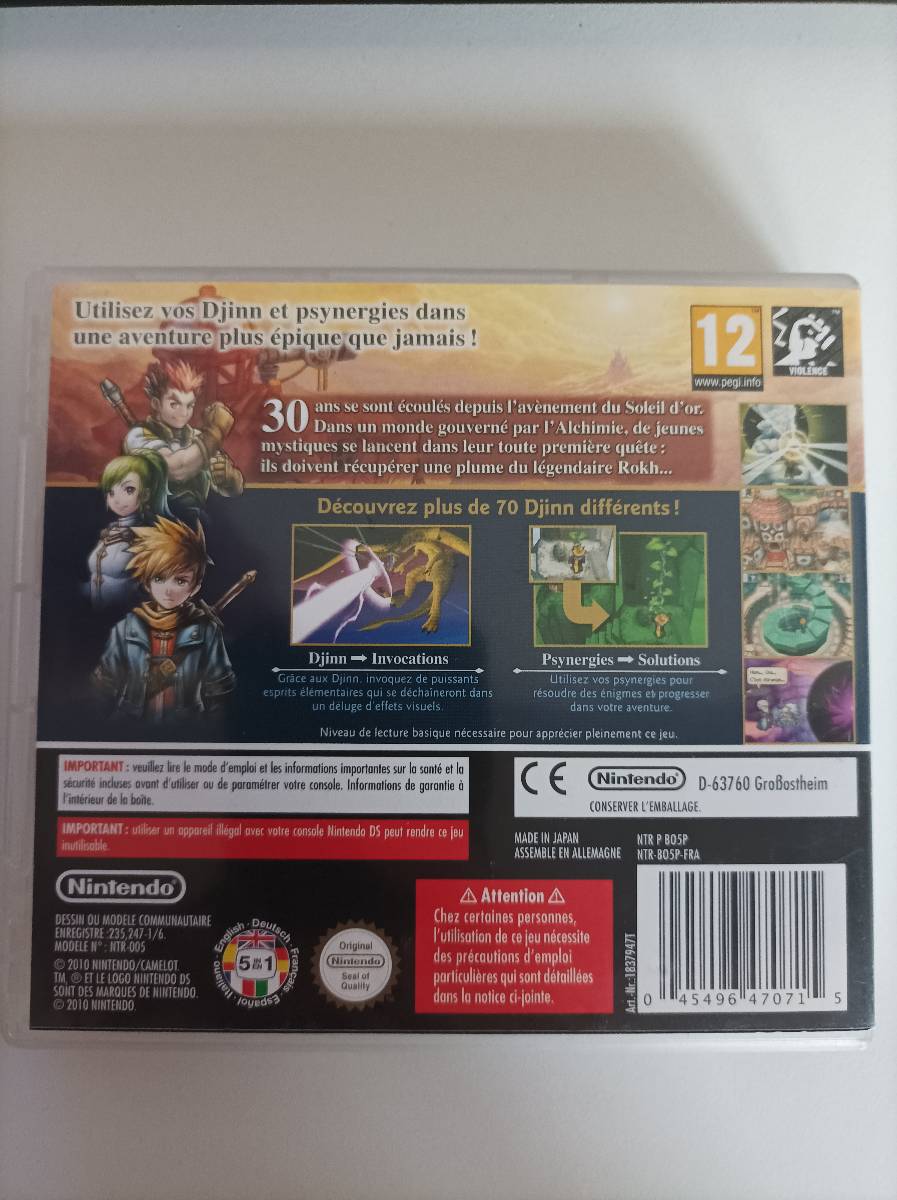 Utilisez vos Djinn et psynergies dans
une aventure plus épique que jamais !
12
www.pegi.info
VIOLENCE
30 ans se sont écoulés depuis l'avènement du Soleil d'or.
Dans un monde gouverné par l'Alchimie, de jeunes
mystiques se lancent dans leur toute première quête :
ils doivent récupérer une plume du légendaire Rokh...
Découvrez plus de 70 Djinn différents !
Djinn ➞ Invocations
Grâce aux Djinn, invoquez de puissants
esprits élémentaires qui se déchaîneront dans
un déluge d'effets visuels.
Psynergies ➞ Solutions
Utilisez vos psynergies pour
résoudre des énigmes et progresser
dans votre aventure.
Niveau de lecture basique nécessaire pour apprécier pleinement ce jeu.
IMPORTANT : veuillez lire le mode d'emploi et les informations importantes sur la santé et la
sécurité incluses avant d'utiliser ou de paramétrer votre console. Informations de garantie à
l'intérieur de la boîte.
IMPORTANT : utiliser un appareil illégal avec votre console Nintendo DS peut rendre ce jeu
inutilisable.
CE Nintendo D-63760 Großostheim
CONSERVER L'EMBALLAGE.
MADE IN JAPAN
ASSEMBLE EN ALLEMAGNE
NTR P BO5P
NTR-BO5P-FRA
Nintendo
DESSIN OU MODELE COMMUNAUTAIRE
ENREGISTRE :235,247-1/6.
MODELE N° : NTR-005
© 2010 NINTENDO/CAMELOT.
TM, ® ET LE LOGO NINTENDO DS
SONT DES MARQUES DE NINTENDO.
© 2010 NINTENDO.
English · Deutsch · Français · Español · Italiano
5 IN EN 1
Original
Nintendo
Seal of
Quality
⚠ Attention ⚠
Chez certaines personnes,
l'utilisation de ce jeu nécessite
des précautions d'emploi
particulières qui sont détaillées
dans la notice ci-jointe.
Art.-Nr.:1837947T
0 45496 47071 5